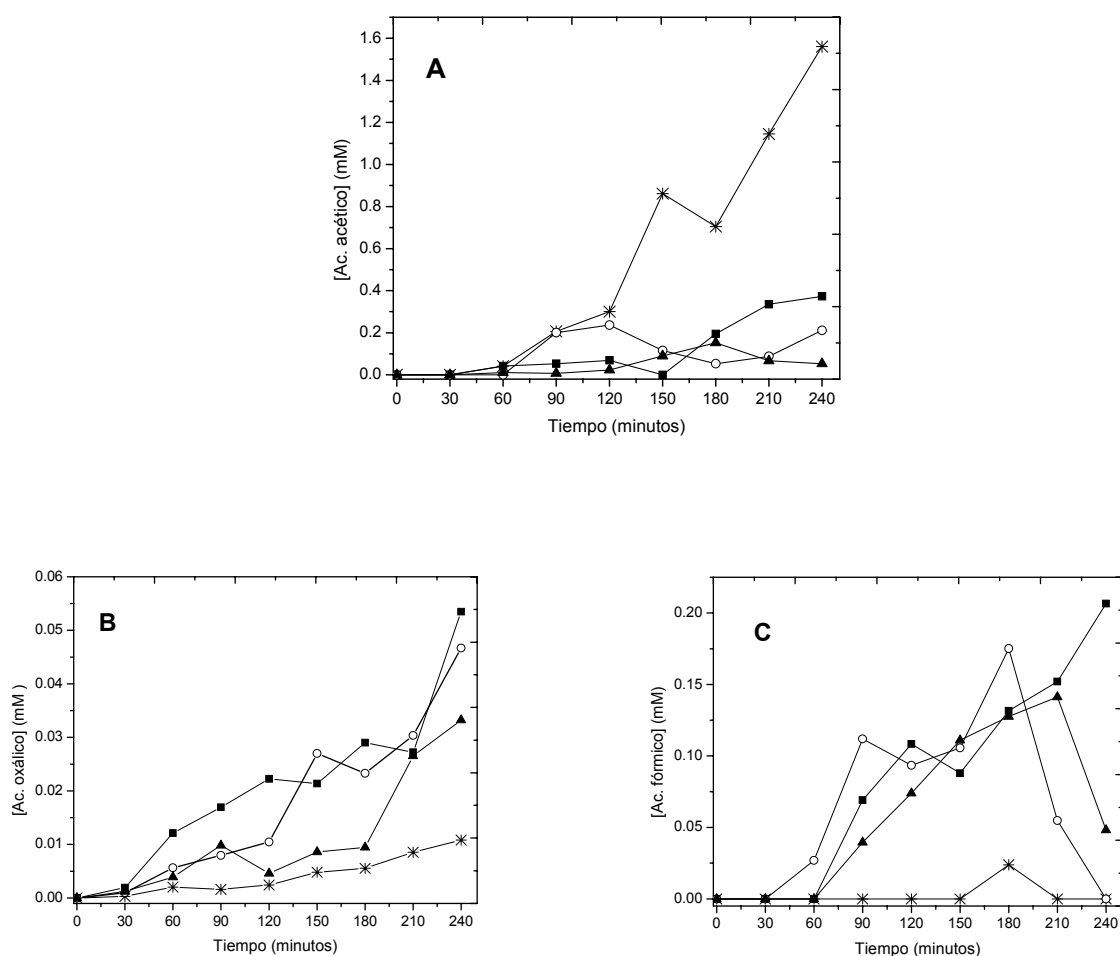 A
[Ac. acético] (mM)
1.6
1.4
1.2
1.0
0.8
0.6
0.4
0.2
0.0
0 30 60 90 120 150 180 210 240
Tiempo (minutos)
B
[Ac. oxálico] (mM )
0.06
0.05
0.04
0.03
0.02
0.01
0.00
0 30 60 90 120 150 180 210 240
Tiempo (minutos)
C
[Ac. fórmico] (mM)
0.20
0.15
0.10
0.05
0.00
0 30 60 90 120 150 180 210 240
Tiempo (minutos)